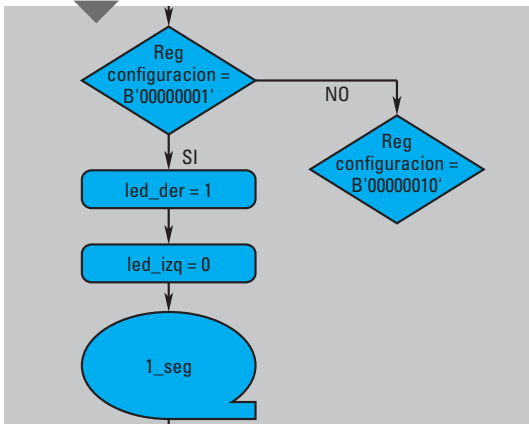 Reg
configuracion =
B'00000001'
NO
Reg
configuracion =
B'00000010'
SI
led_der = 1
led_izq = 0
1_seg